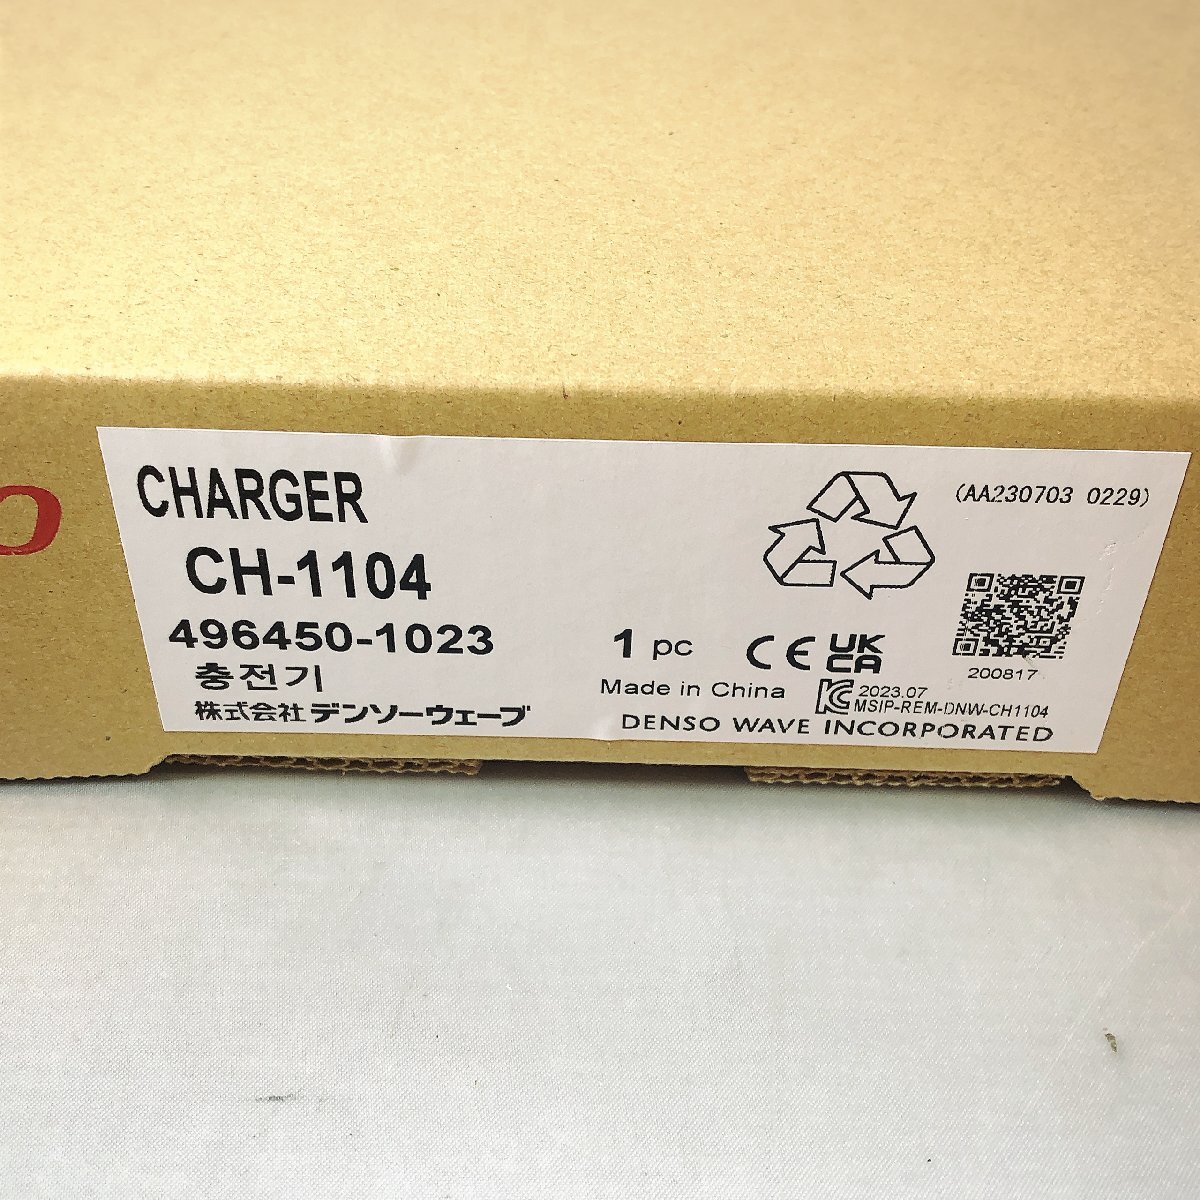 CHARGER
(AA230703 0229)
CH-1104
496450-1023
1 pc
CE
UK
CA
충전기
200817
Made in China
KC
2023.07
MSIP-REM-DNW-CH1104
株式会社デンソーウェーブ
DENSO WAVE INCORPORATED